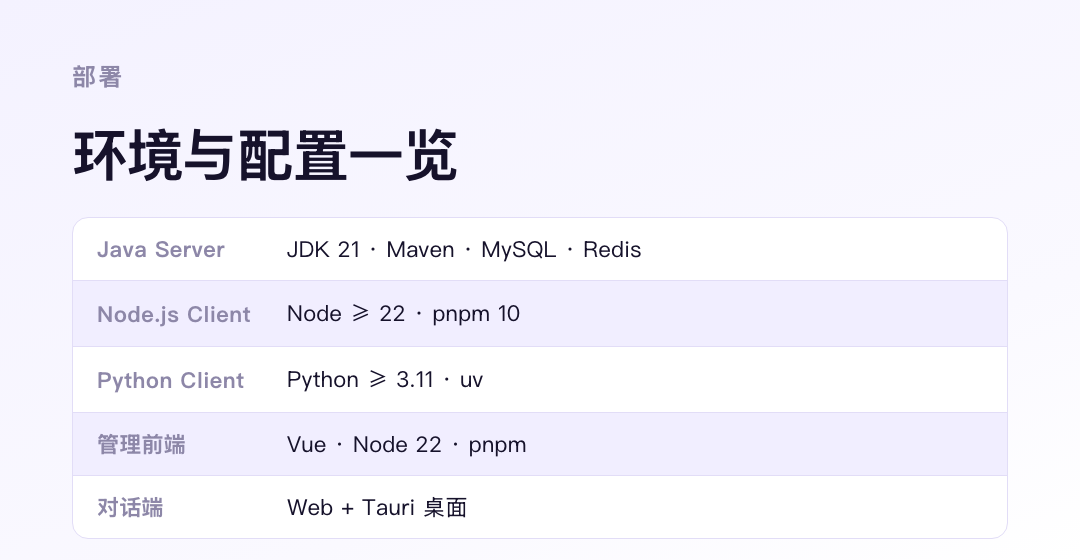 部署
环境与配置一览
Java Server JDK 21 · Maven · MySQL · Redis
Node.js Client Node ≥ 22 · pnpm 10
Python Client Python ≥ 3.11 · uv
管理前端 Vue · Node 22 · pnpm
对话端 Web + Tauri 桌面